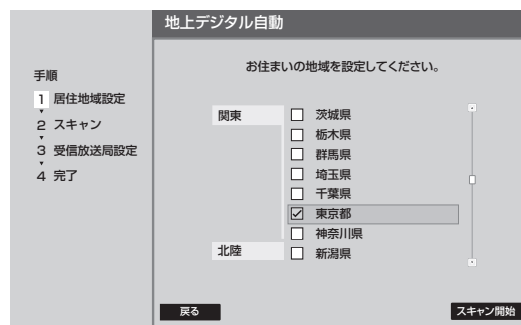 地上デジタル自動
お住まいの地域を設定してください。
手順
1 居住地域設定
2 スキャン
3 受信放送局設定
4 完了
関東
茨城県
栃木県
群馬県
埼玉県
千葉県
東京都
神奈川県
北陸
新潟県
戻る
スキャン開始